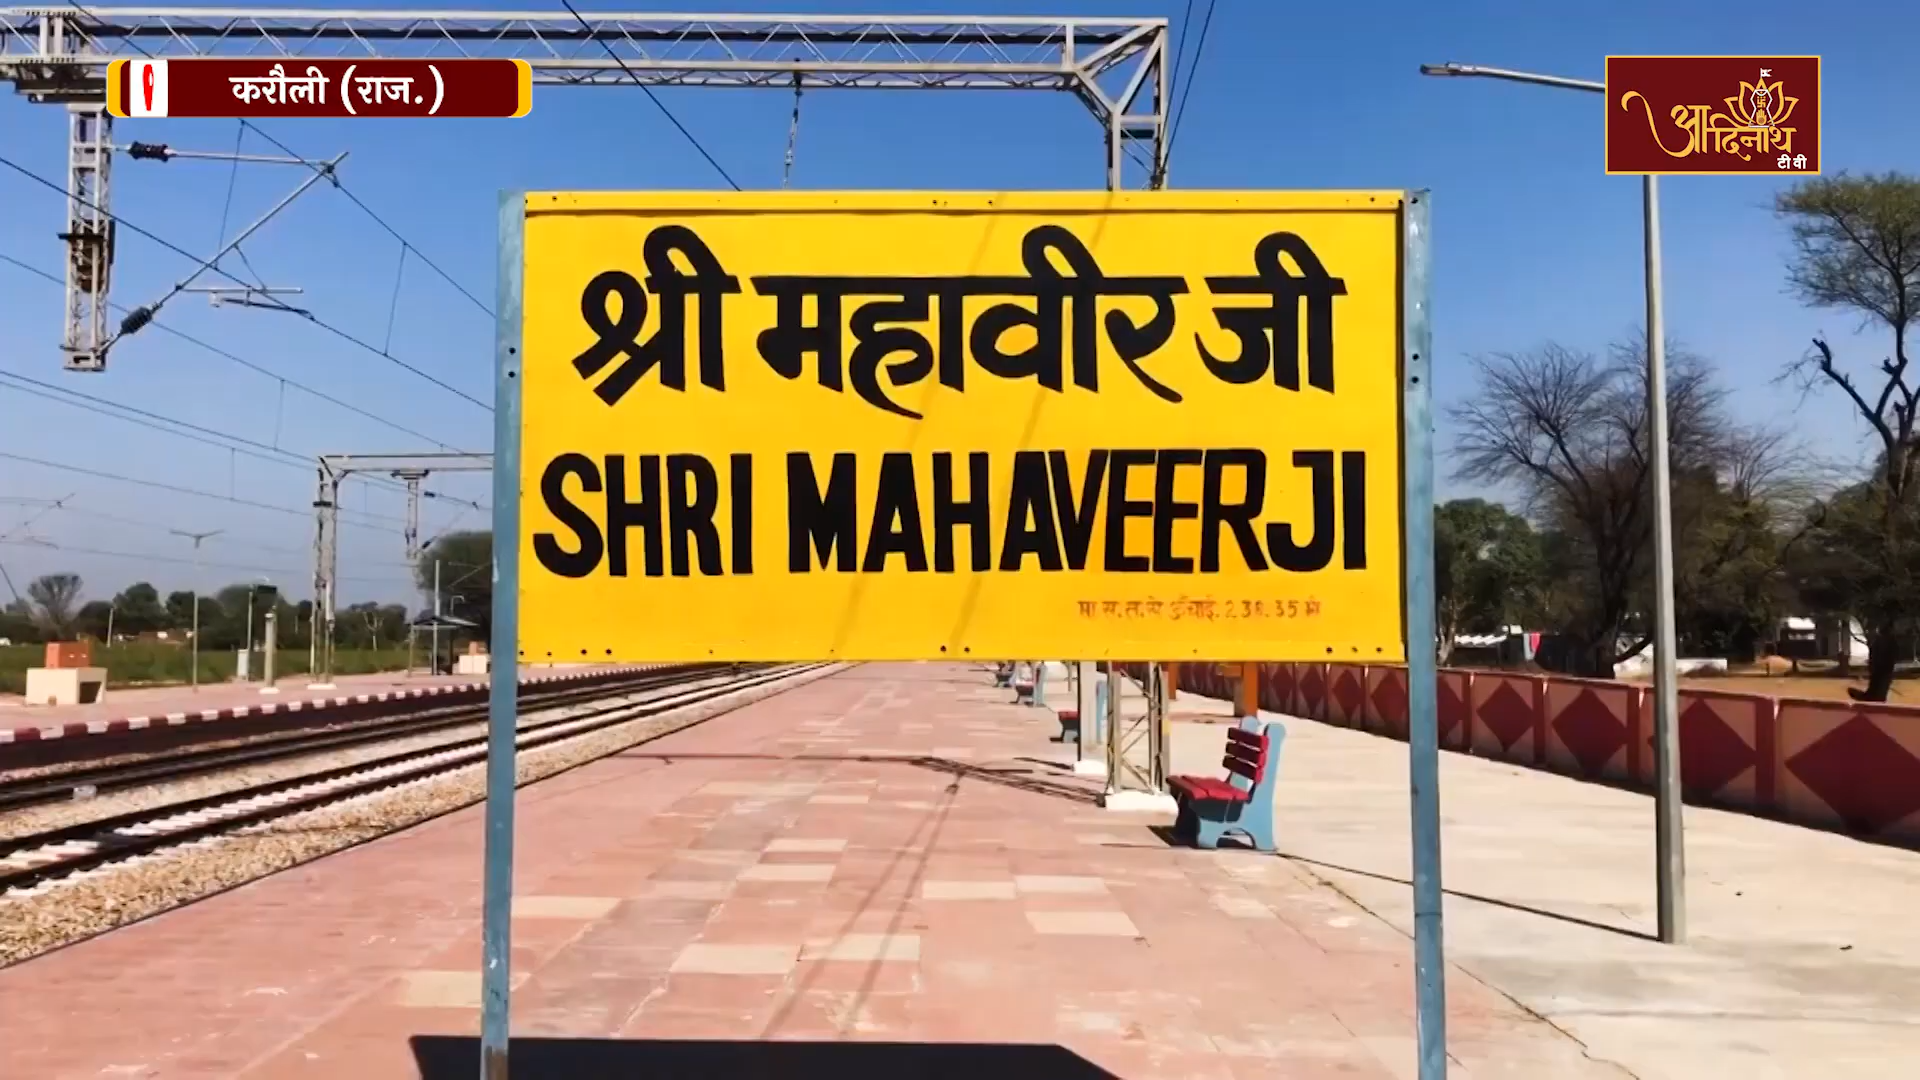 करौली (राज.)
आदिनाथ
टी वी
श्री महावीर जी
SHRI MAHAVEERJI
मा स.त.से ऊँचाई. 238.35 मी